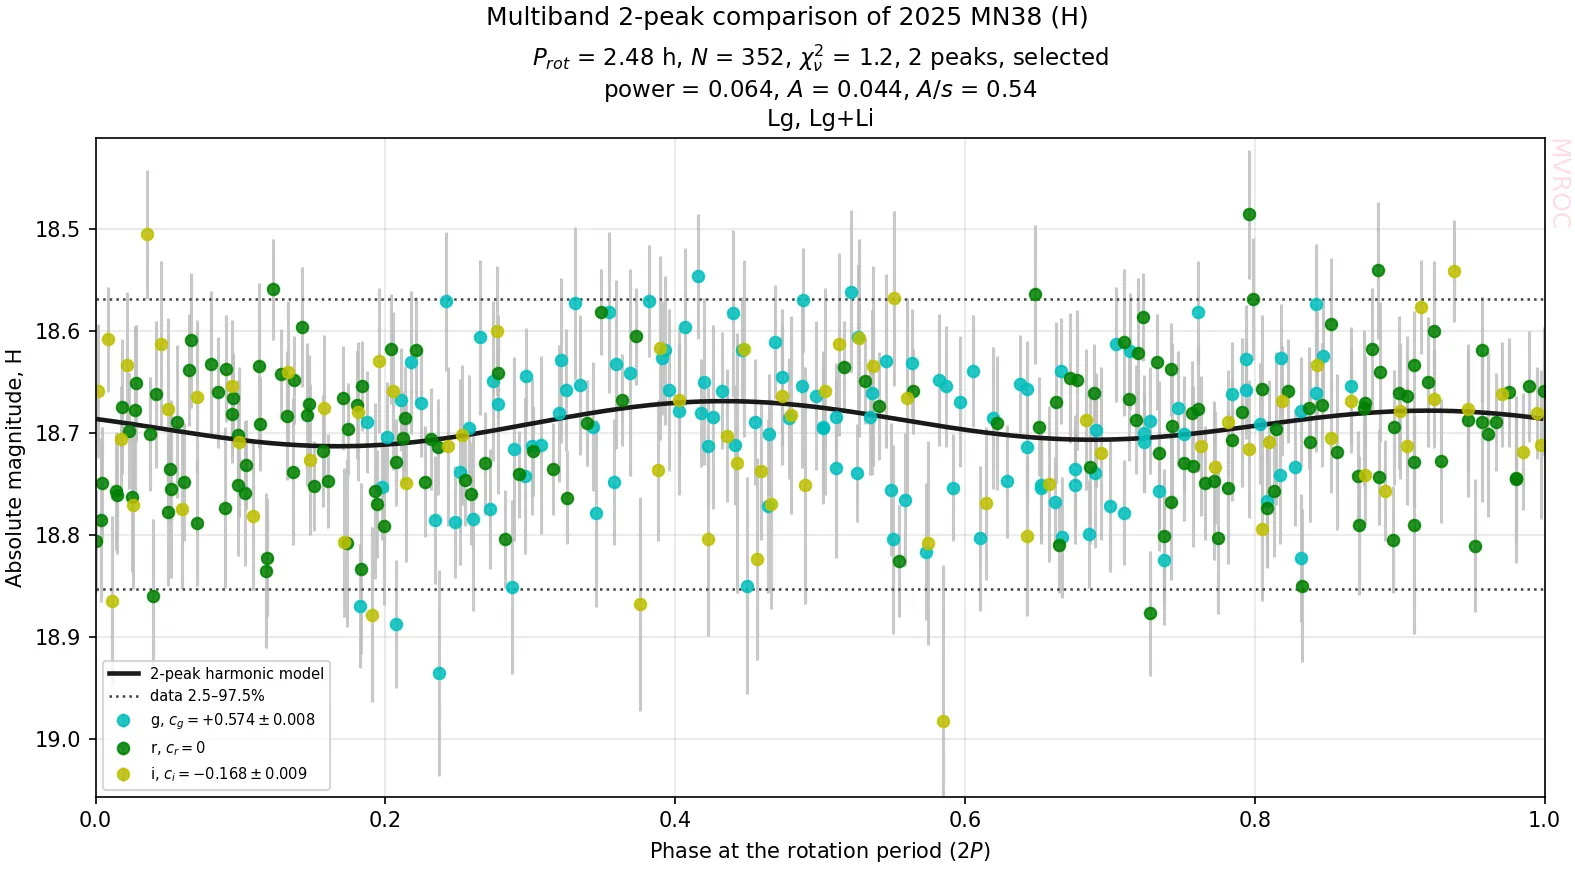 Multiband 2-peak comparison of 2025 MN38 (H)
P_rot = 2.48 h, N = 352, χ²_ν = 1.2, 2 peaks, selected
power = 0.064, A = 0.044, A/s = 0.54
Lg, Lg+Li
MVROC
Absolute magnitude, H
18.5
18.6
18.7
18.8
18.9
19.0
2-peak harmonic model
data 2.5–97.5%
g, c_g = +0.574 ± 0.008
r, c_r = 0
i, c_i = −0.168 ± 0.009
0.0 0.2 0.4 0.6 0.8 1.0
Phase at the rotation period (2P)